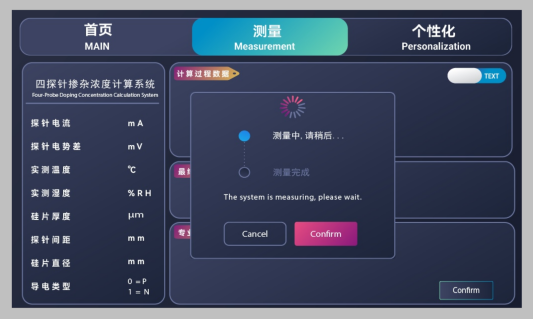 首页
MAIN
测量
Measurement
个性化
Personalization
四探针掺杂浓度计算系统
Four-Probe Doping Concentration Calculation System
探针电流 mA
探针电势差 mV
实测温度 ℃
实测湿度 %RH
硅片厚度 μm
探针间距 mm
硅片直径 mm
导电类型 0=P
1=N
计算过程数据
TEXT
测量中, 请稍后...
测量完成
The system is measuring, please wait.
Cancel
Confirm
最
专业
Confirm